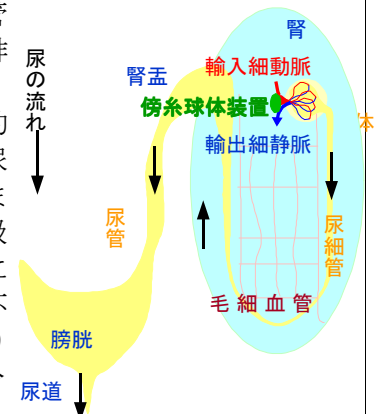 尿の流れ
腎
腎盂
輸入細動脈
傍糸球体装置
輸出細静脈
尿管
尿細管
毛細血管
膀胱
尿道
体